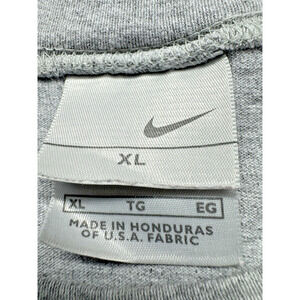 XL
XL TG EG
MADE IN HONDURAS
OF U.S.A. FABRIC